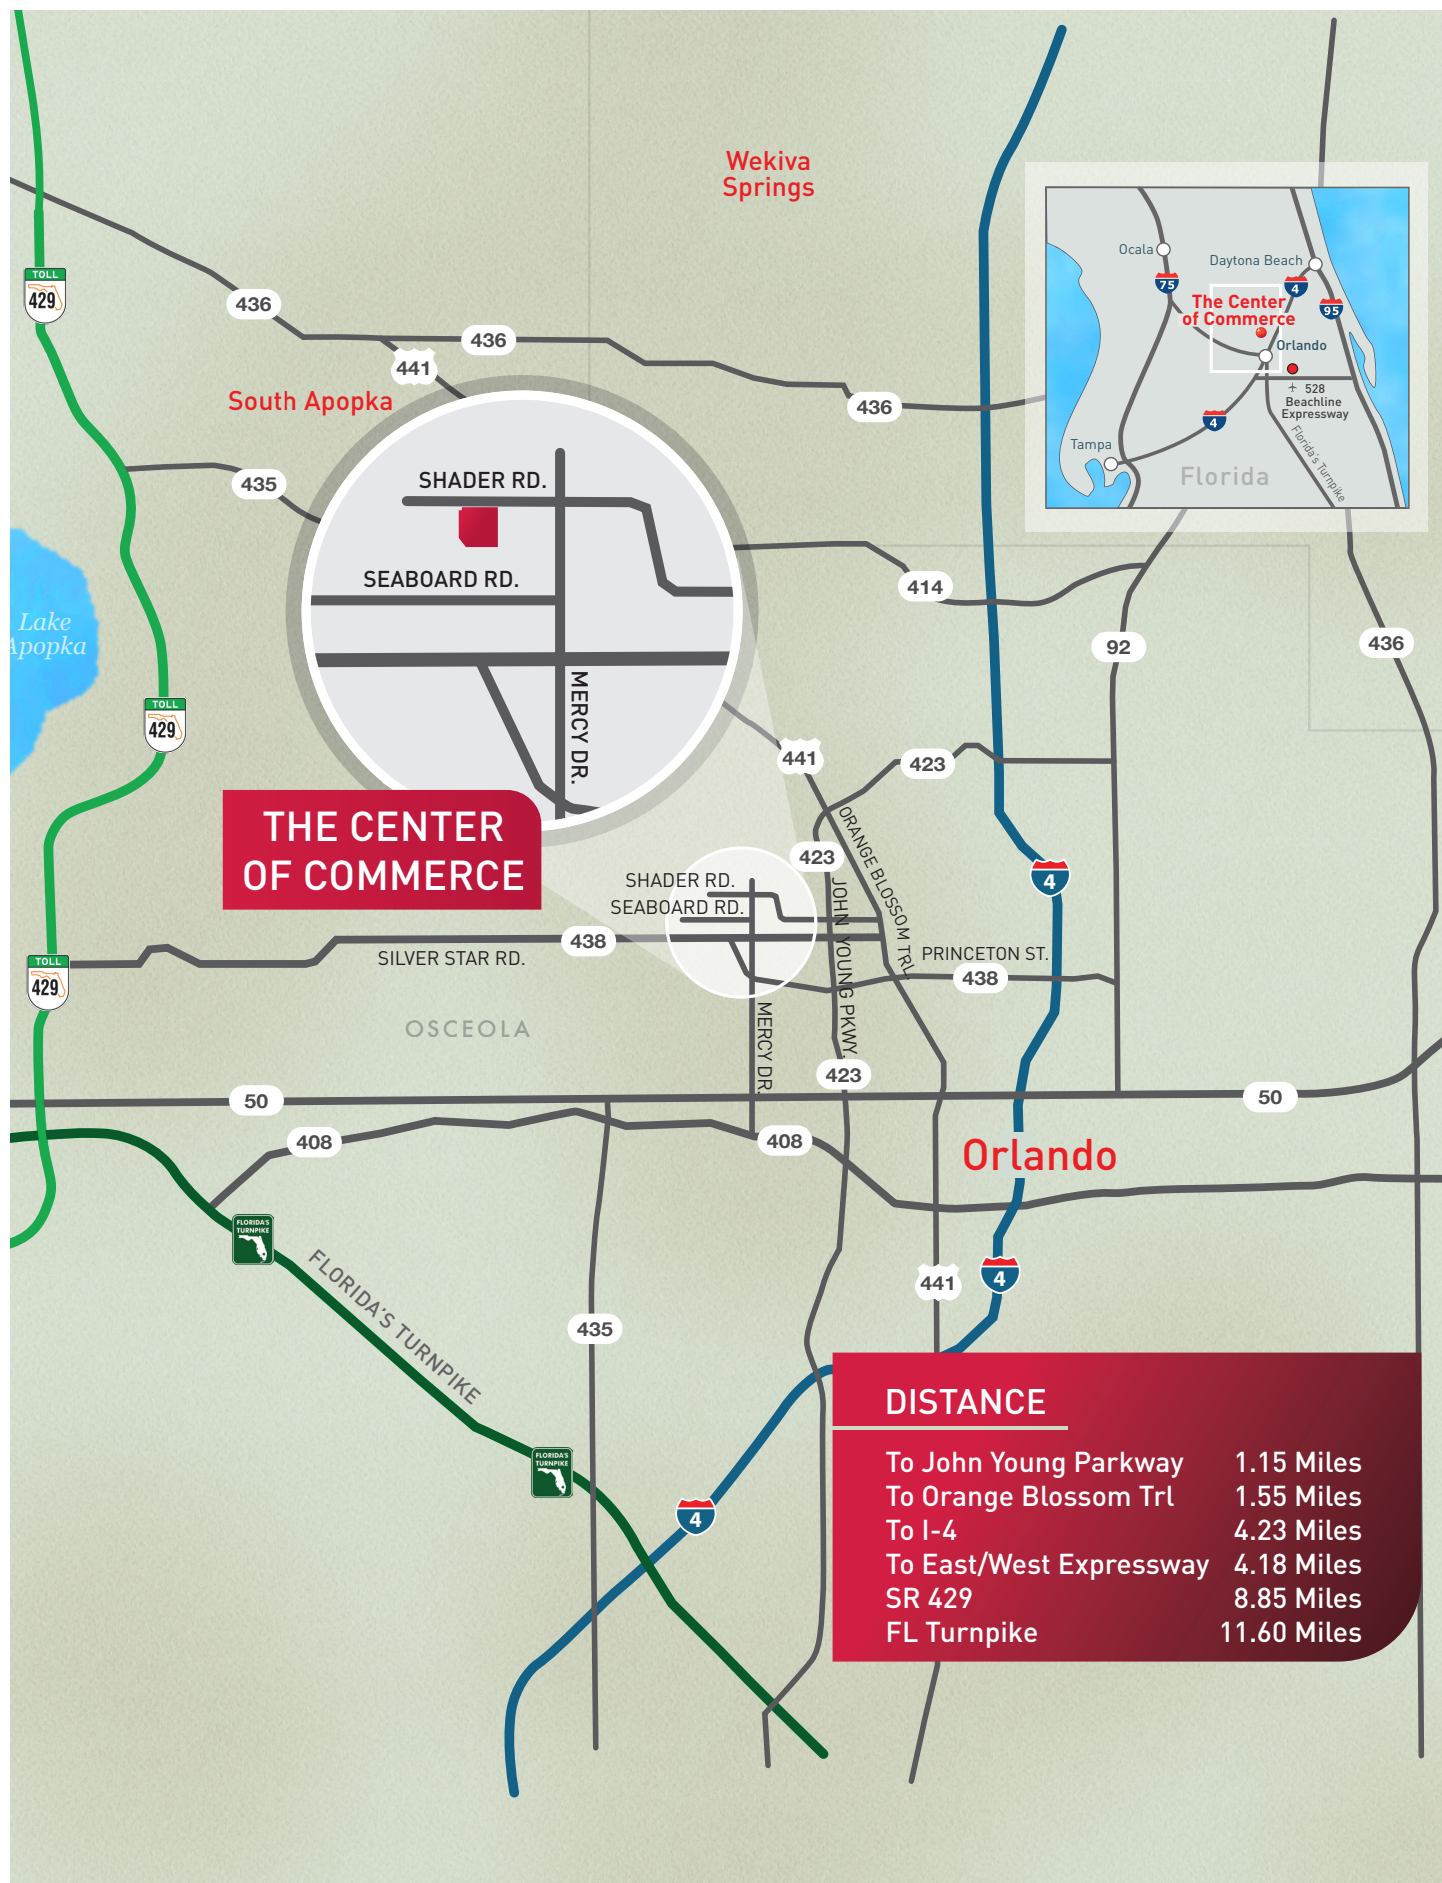 Wekiva
Springs
TOLL
429
436
436
441
South Apopka
436
435
SHADER RD.
SEABOARD RD.
MERCY DR.
Ocala
Daytona Beach
75
4
95
The Center
of Commerce
Orlando
528
Beachline
Expressway
4
Florida's Turnpike
Tampa
Florida
414
92
436
Lake
Apopka
TOLL
429
441
423
THE CENTER
OF COMMERCE
423
ORANGE BLOSSOM TRL.
4
SHADER RD.
SEABOARD RD.
JOHN YOUNG PKWY.
438
SILVER STAR RD.
PRINCETON ST.
438
TOLL
429
OSCEOLA
MERCY DR.
423
50
50
408
408
Orlando
FLORIDA'S
TURNPIKE
FLORIDA'S TURNPIKE
441
4
435
FLORIDA'S
TURNPIKE
4
DISTANCE
To John Young Parkway 1.15 Miles
To Orange Blossom Trl 1.55 Miles
To I-4 4.23 Miles
To East/West Expressway 4.18 Miles
SR 429 8.85 Miles
FL Turnpike 11.60 Miles